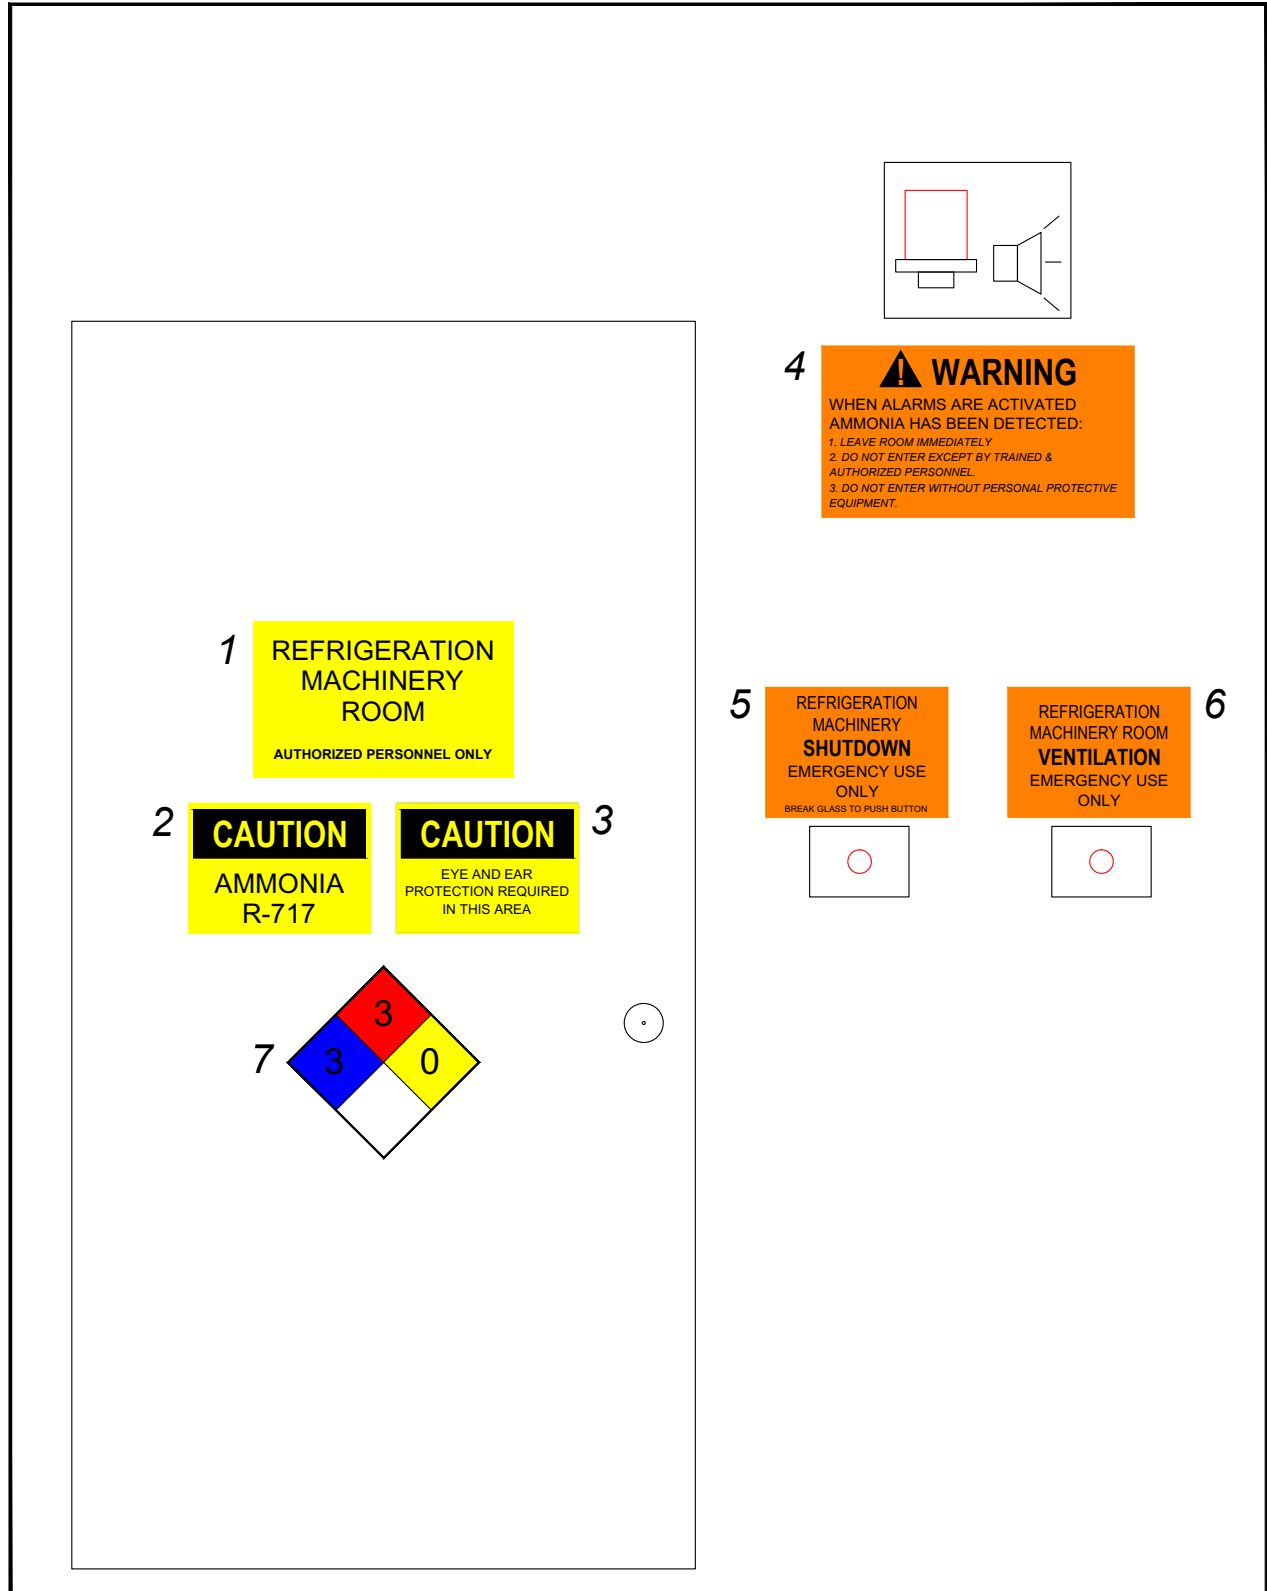 4
WARNING
WHEN ALARMS ARE ACTIVATED
AMMONIA HAS BEEN DETECTED:
1. LEAVE ROOM IMMEDIATELY
2. DO NOT ENTER EXCEPT BY TRAINED &
AUTHORIZED PERSONNEL.
3. DO NOT ENTER WITHOUT PERSONAL PROTECTIVE
EQUIPMENT.
1
REFRIGERATION
MACHINERY
ROOM
AUTHORIZED PERSONNEL ONLY
5
REFRIGERATION
MACHINERY
SHUTDOWN
EMERGENCY USE
ONLY
BREAK GLASS TO PUSH BUTTON
6
REFRIGERATION
MACHINERY ROOM
VENTILATION
EMERGENCY USE
ONLY
2
CAUTION
AMMONIA
R-717
3
CAUTION
EYE AND EAR
PROTECTION REQUIRED
IN THIS AREA
7
3
3
0